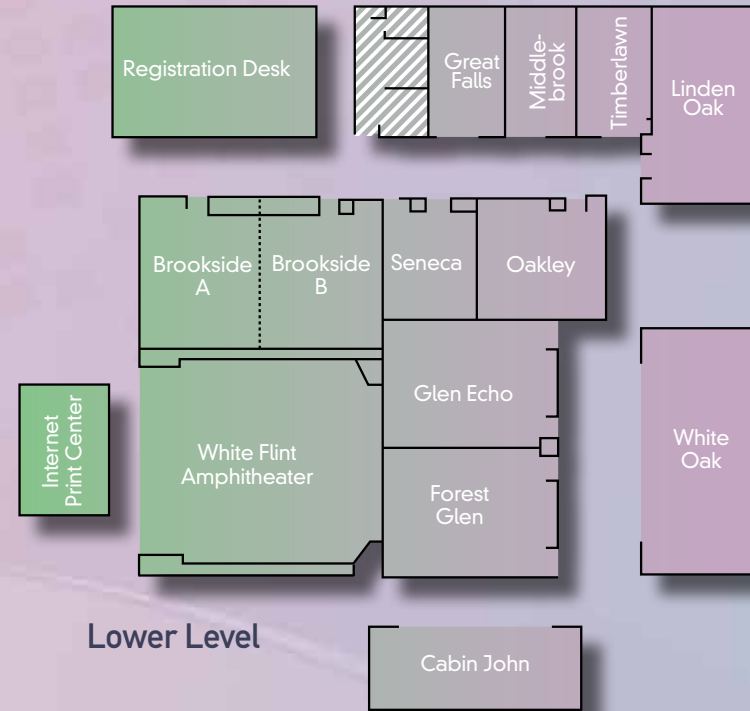 Registration Desk
Great
Falls
Middle-
brook
Timberlawn
Linden
Oak
Brookside
A
Brookside
B
Seneca
Oakley
Internet
Print Center
White Flint
Amphitheater
Glen Echo
Forest
Glen
White
Oak
Lower Level
Cabin John